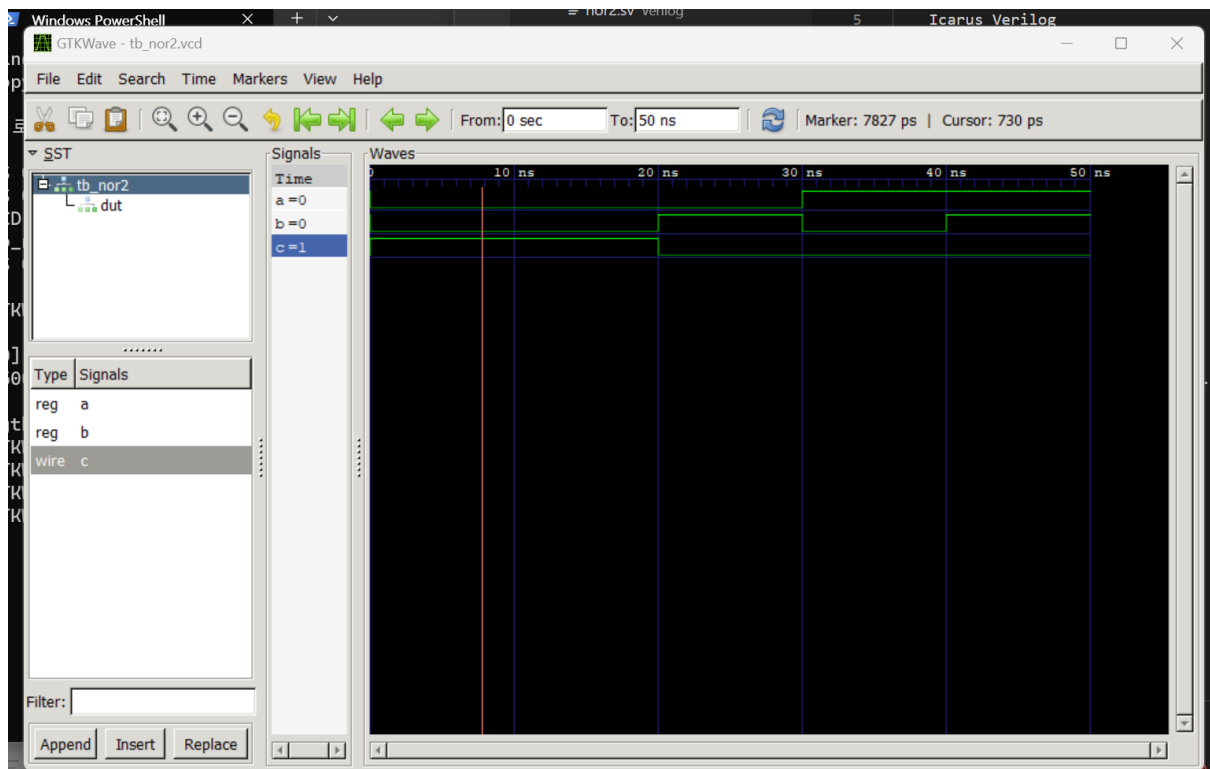 Windows PowerShell
nor2.sv Verilog
5 Icarus Verilog
GTKWave - tb_nor2.vcd
File Edit Search Time Markers View Help
From: 0 sec To: 50 ns Marker: 7827 ps | Cursor: 730 ps
SST
tb_nor2
dut
Type Signals
reg a
reg b
wire c
Filter:
Append Insert Replace
Signals
Time
a =0
b =0
c =1
Waves
10 ns 20 ns 30 ns 40 ns 50 ns